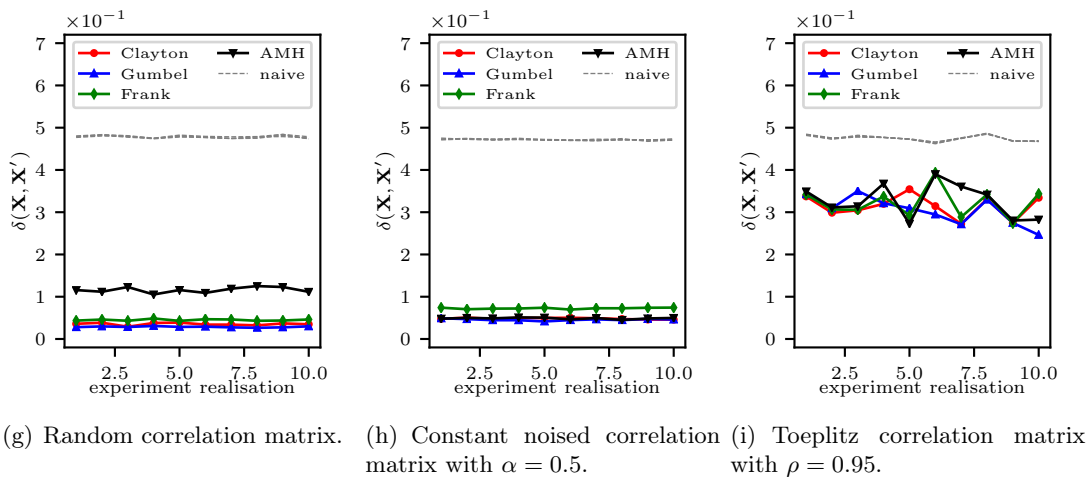 ×10⁻¹
7
6
5
4
3
2
1
0
δ(X, X′)
Clayton
Gumbel
Frank
AMH
naive
2.5 5.0 7.5 10.0
experiment realisation
(g) Random correlation matrix.
×10⁻¹
7
6
5
4
3
2
1
0
δ(X, X′)
Clayton
Gumbel
Frank
AMH
naive
2.5 5.0 7.5 10.0
experiment realisation
(h) Constant noised correlation
matrix with α = 0.5.
×10⁻¹
7
6
5
4
3
2
1
0
δ(X, X′)
Clayton
Gumbel
Frank
AMH
naive
2.5 5.0 7.5 10.0
experiment realisation
(i) Toeplitz correlation matrix
with ρ = 0.95.